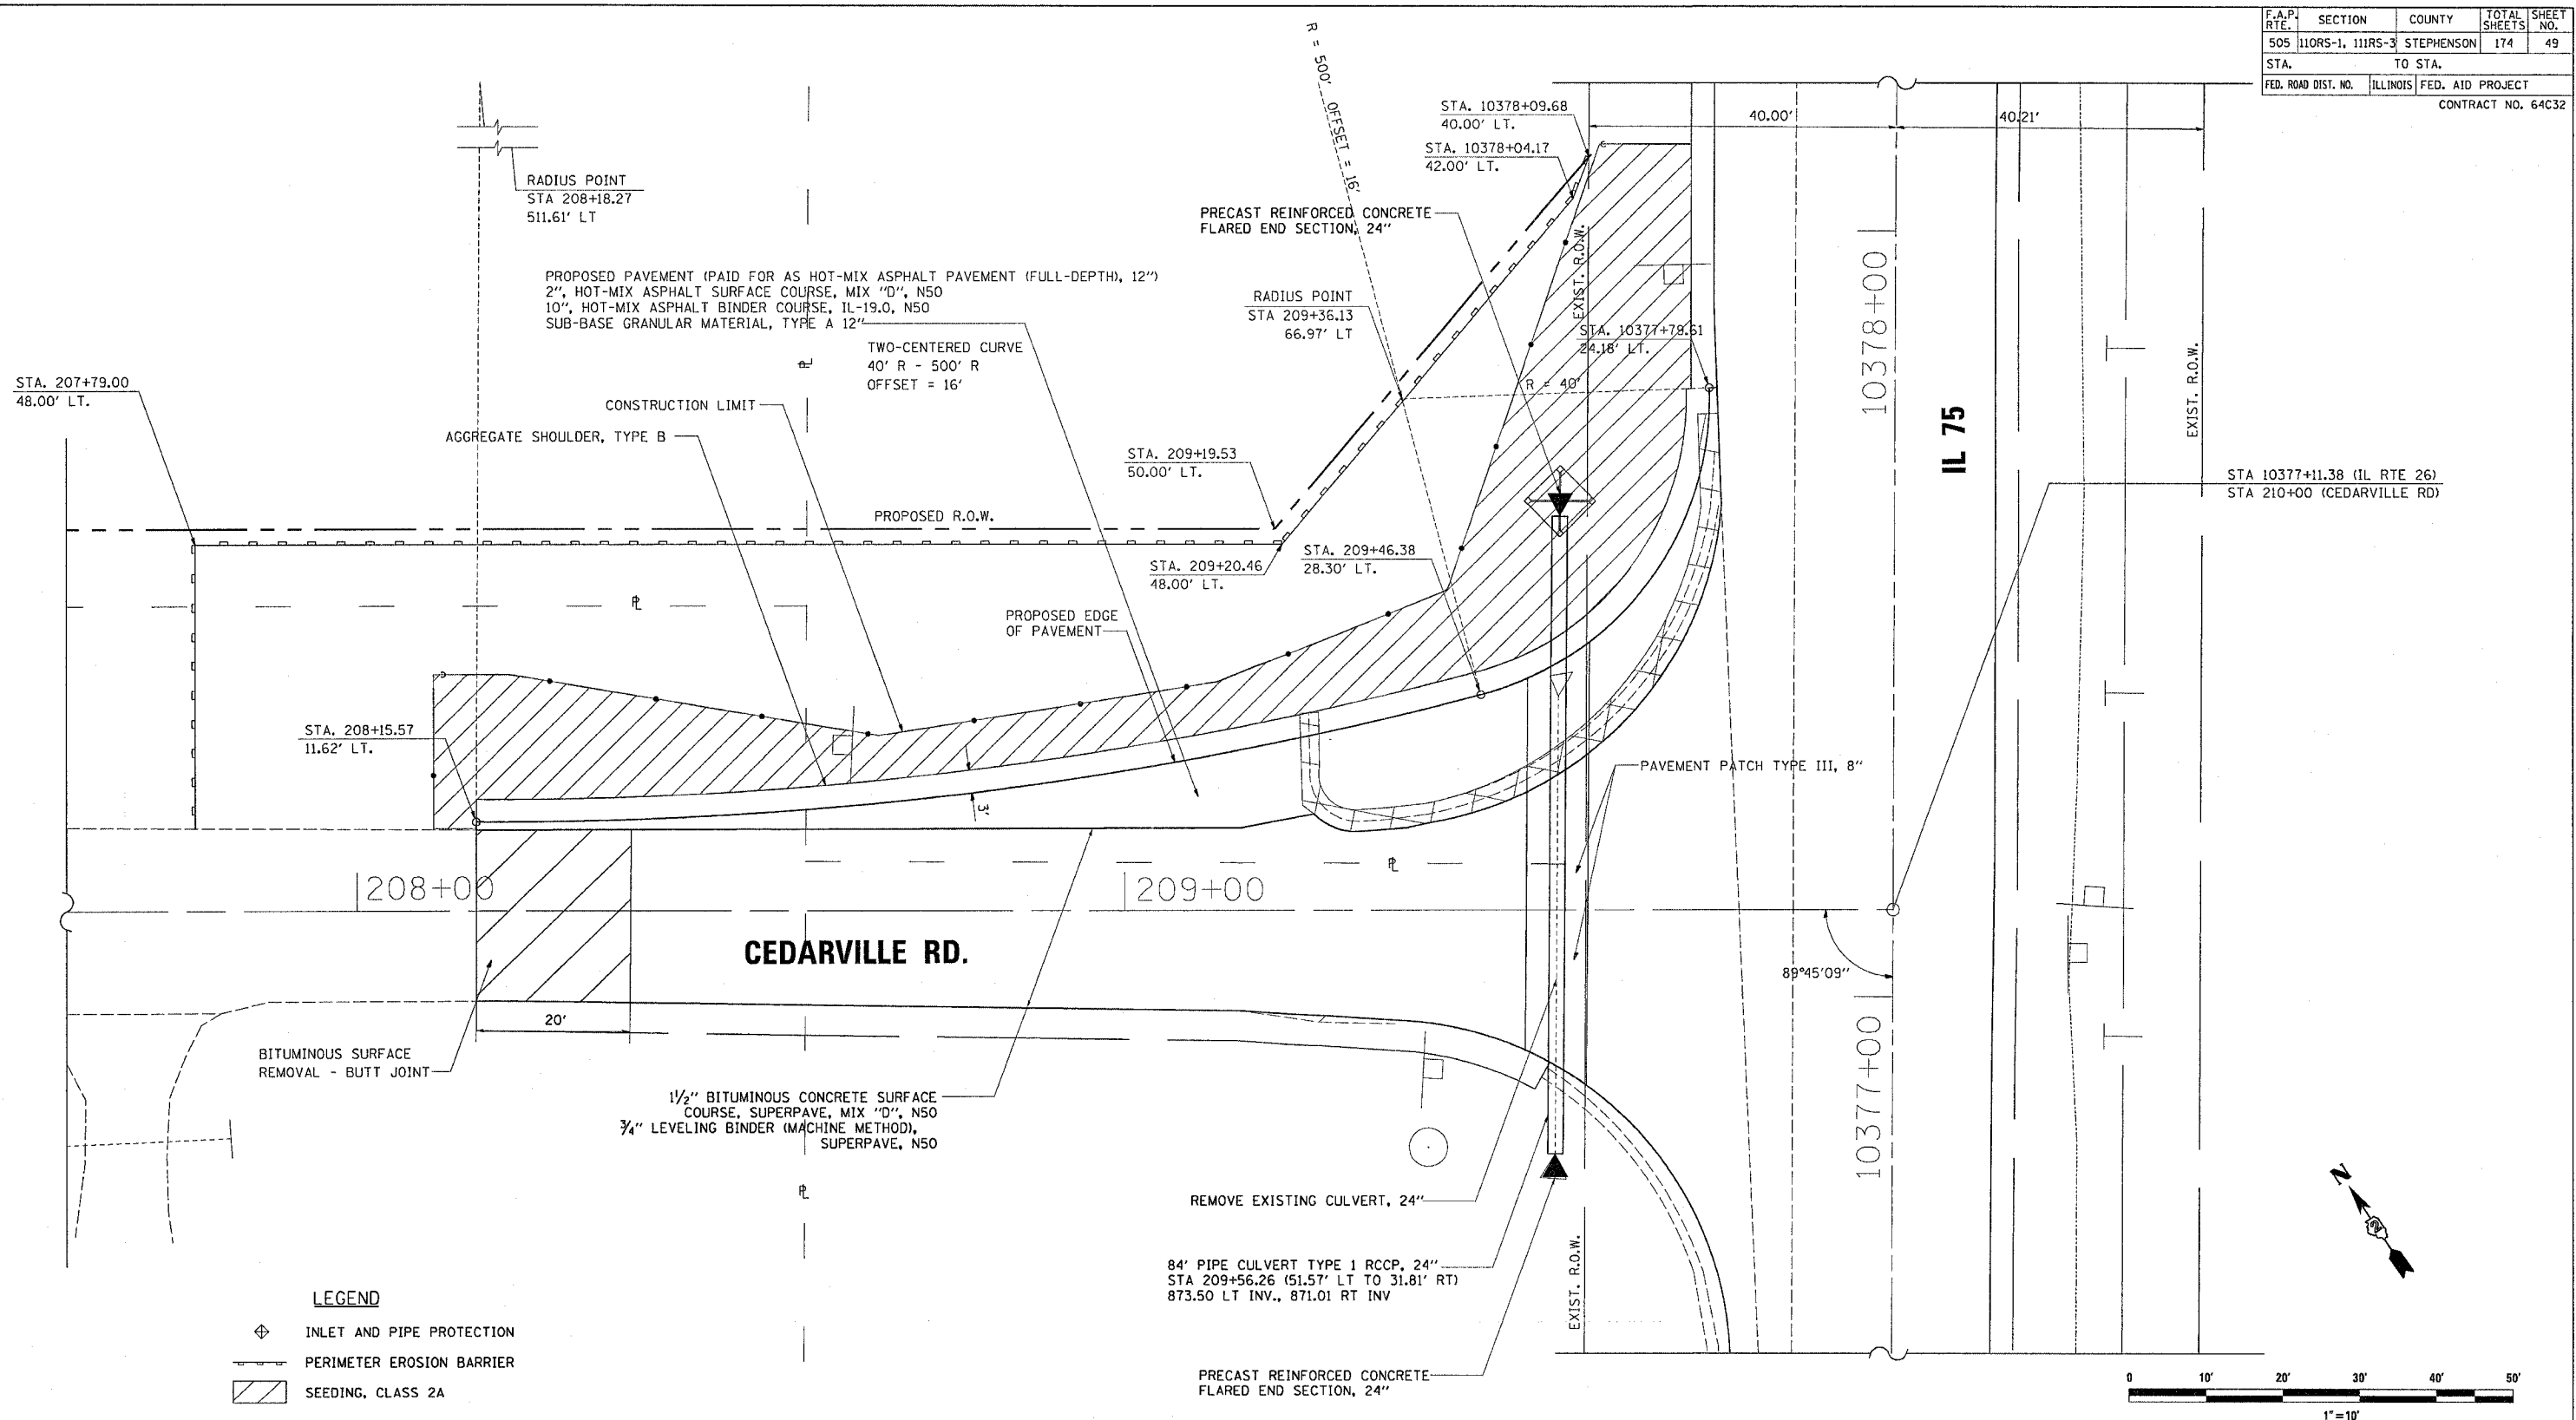 F.A.P. RTE. SECTION COUNTY TOTAL SHEETS SHEET NO.
505 110RS-1, 111RS-3 STEPHENSON 174 49
STA. TO STA.
FED. ROAD DIST. NO. ILLINOIS FED. AID PROJECT
CONTRACT NO. 64C32
R = 500' OFFSET = 16'
STA. 10378+09.68
40.00' LT.
STA. 10378+04.17
42.00' LT.
40.00'
40.21'
RADIUS POINT
STA 208+18.27
511.61' LT
PRECAST REINFORCED CONCRETE
FLARED END SECTION, 24"
EXIST. R.O.W.
PROPOSED PAVEMENT (PAID FOR AS HOT-MIX ASPHALT PAVEMENT (FULL-DEPTH), 12")
2", HOT-MIX ASPHALT SURFACE COURSE, MIX "D", N50
10", HOT-MIX ASPHALT BINDER COURSE, IL-19.0, N50
SUB-BASE GRANULAR MATERIAL, TYPE A 12"
RADIUS POINT
STA 209+36.13
66.97' LT
STA. 10377+79.61
24.18' LT.
10378+00
TWO-CENTERED CURVE
40' R - 500' R
OFFSET = 16'
R = 40'
EXIST. R.O.W.
IL 75
STA. 207+79.00
48.00' LT.
CONSTRUCTION LIMIT
AGGREGATE SHOULDER, TYPE B
STA. 209+19.53
50.00' LT.
STA 10377+11.38 (IL RTE 26)
STA 210+00 (CEDARVILLE RD)
PROPOSED R.O.W.
STA. 209+20.46
48.00' LT.
STA. 209+46.38
28.30' LT.
PL
PROPOSED EDGE
OF PAVEMENT
STA. 208+15.57
11.62' LT.
3'
PAVEMENT PATCH TYPE III, 8"
PL
208+00
209+00
CEDARVILLE RD.
89°45'09"
20'
10377+00
BITUMINOUS SURFACE
REMOVAL - BUTT JOINT
1 1/2" BITUMINOUS CONCRETE SURFACE
COURSE, SUPERPAVE, MIX "D", N50
3/4" LEVELING BINDER (MACHINE METHOD),
SUPERPAVE, N50
PL
REMOVE EXISTING CULVERT, 24"
N
2
84' PIPE CULVERT TYPE 1 RCCP, 24"
STA 209+56.26 (51.57' LT TO 31.81' RT)
873.50 LT INV., 871.01 RT INV
EXIST. R.O.W.
LEGEND
INLET AND PIPE PROTECTION
PERIMETER EROSION BARRIER
SEEDING, CLASS 2A
PRECAST REINFORCED CONCRETE
FLARED END SECTION, 24"
0 10' 20' 30' 40' 50'
1"=10'